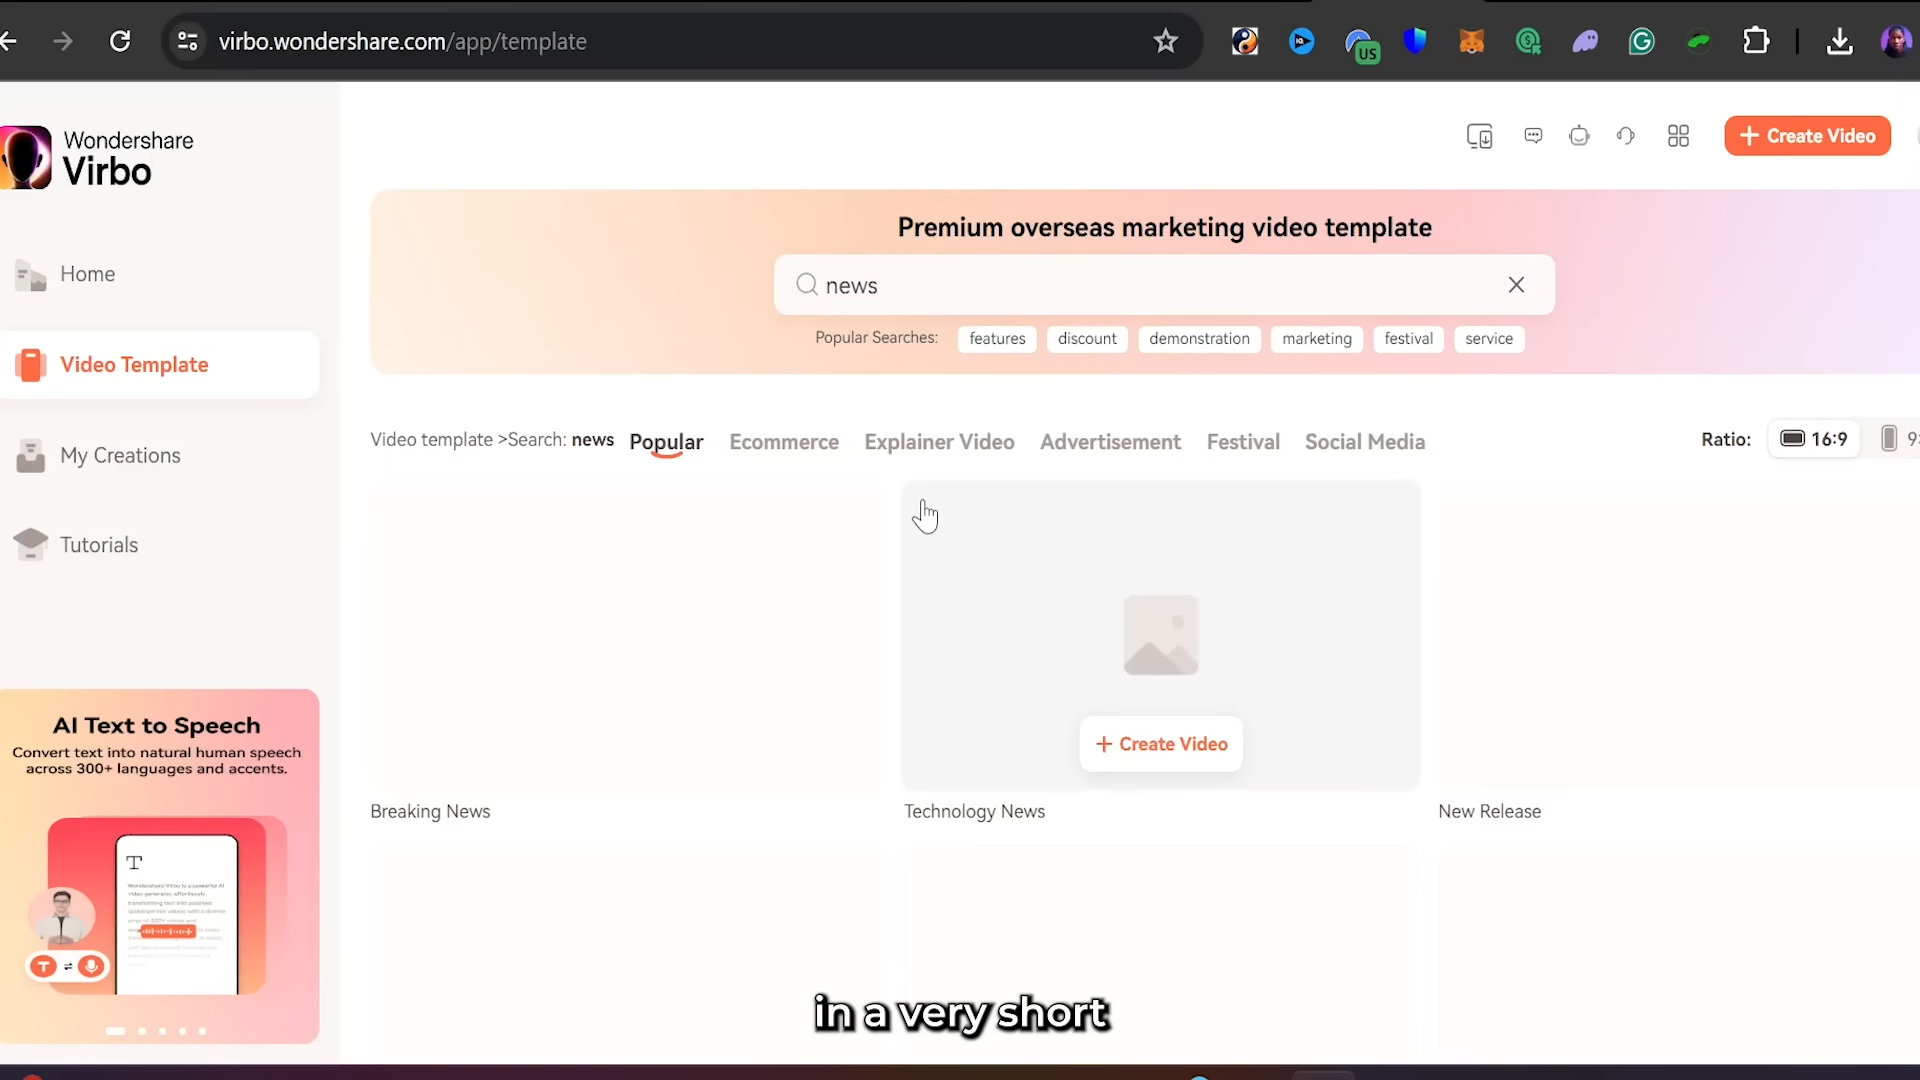 virbo.wondershare.com/app/template
US
Wondershare
Virbo
Create Video
Home
Video Template
My Creations
Tutorials
Premium overseas marketing video template
news
Popular Searches: features discount demonstration marketing festival service
Video template >Search: news Popular Ecommerce Explainer Video Advertisement Festival Social Media
Ratio: 16:9
Create Video
Breaking News
Technology News
New Release
AI Text to Speech
Convert text into natural human speech
across 300+ languages and accents.
T
T
in a very short